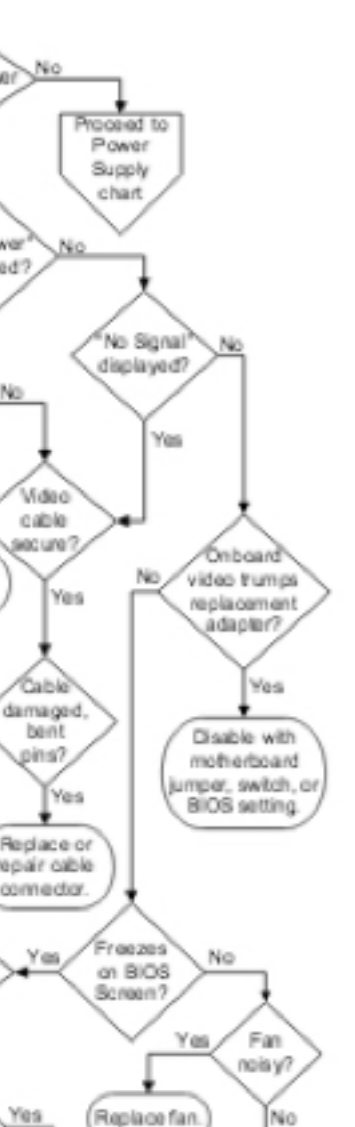 No
Proceed to
Power
Supply
chart
No
"No Signal"
displayed?
No
No
Yes
Video
cable
secure?
Onboard
video trumps
replacement
adapter?
No
Yes
Yes
Cable
damaged,
bent
pins?
Disable with
motherboard
jumper, switch, or
BIOS setting.
Yes
Replace or
repair cable
connector.
Freezes
on BIOS
Screen?
Yes
No
Fan
noisy?
Yes
Replace fan.
Yes
No